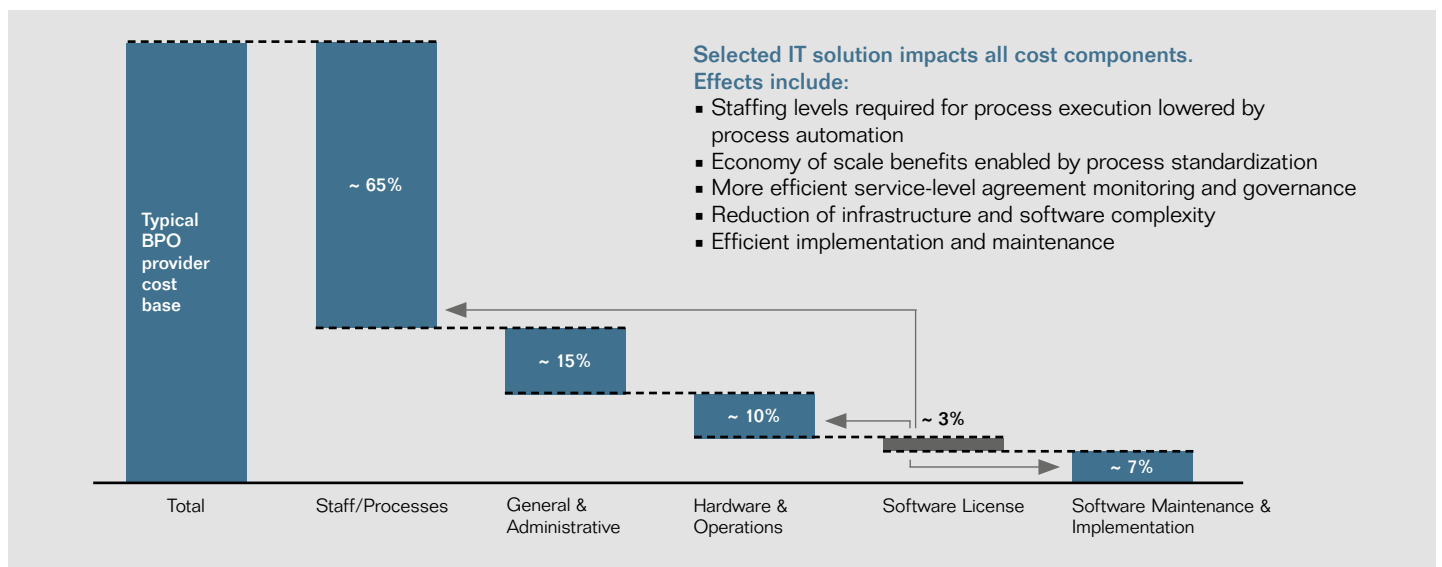 Selected IT solution impacts all cost components.
Effects include:
▪ Staffing levels required for process execution lowered by
process automation
▪ Economy of scale benefits enabled by process standardization
▪ More efficient service-level agreement monitoring and governance
▪ Reduction of infrastructure and software complexity
▪ Efficient implementation and maintenance
~ 65%
Typical
BPO
provider
cost
base
~ 15%
~ 10%
~ 3%
~ 7%
Total
Staff/Processes
General &
Administrative
Hardware &
Operations
Software License
Software Maintenance &
Implementation